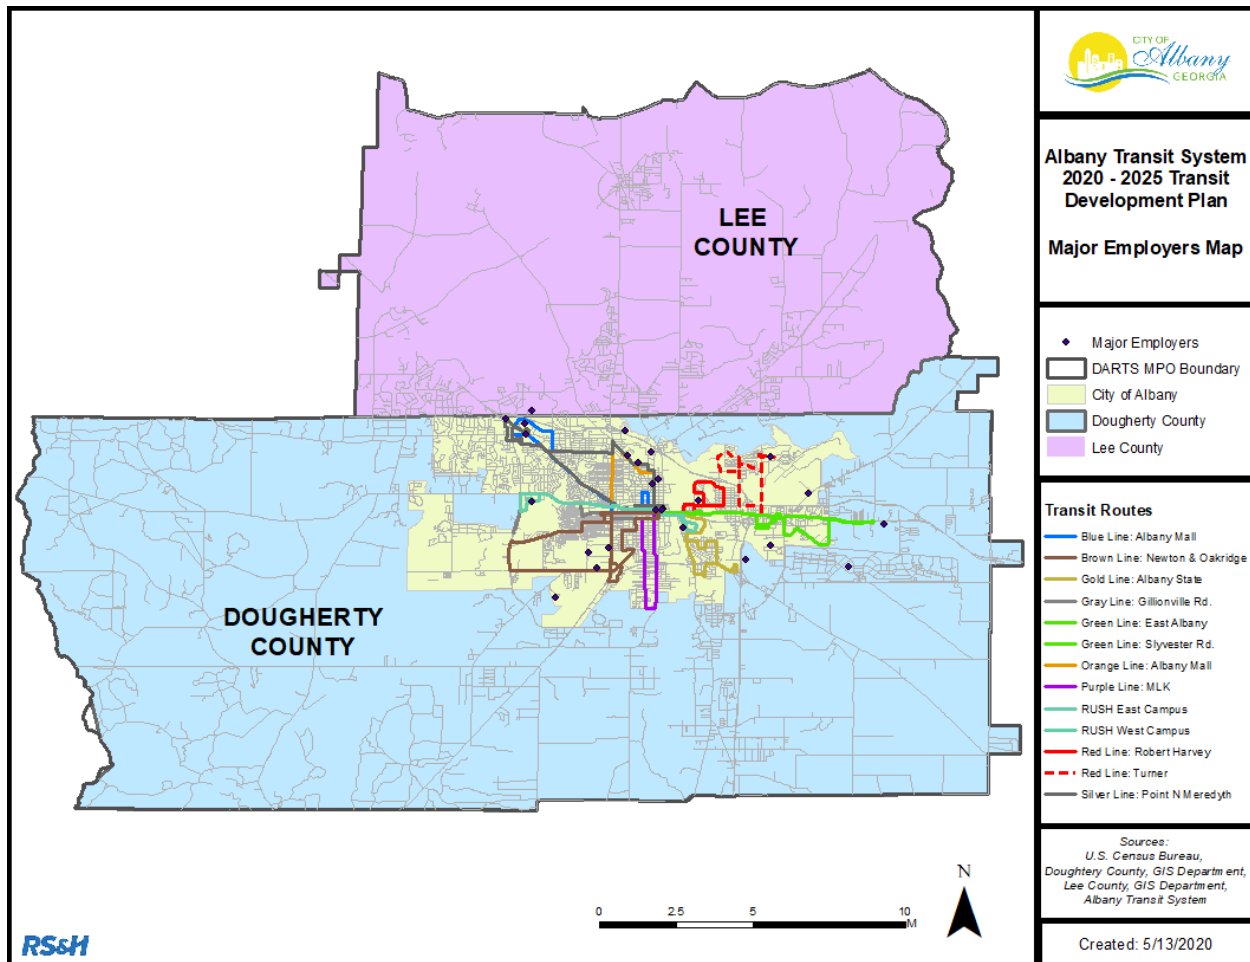 CITY OF
Albany
GEORGIA
Albany Transit System
2020 - 2025 Transit
Development Plan
Major Employers Map
LEE
COUNTY
DOUGHERTY
COUNTY
Major Employers
DARTS MPO Boundary
City of Albany
Dougherty County
Lee County
Transit Routes
Blue Line: Albany Mall
Brown Line: Newton & Oakridge
Gold Line: Albany State
Gray Line: Gillionville Rd.
Green Line: East Albany
Green Line: Slyvester Rd.
Orange Line: Albany Mall
Purple Line: MLK
RUSH East Campus
RUSH West Campus
Red Line: Robert Harvey
Red Line: Turner
Silver Line: Point N Meredyth
Sources:
U.S. Census Bureau,
Doughtery County, GIS Department,
Lee County, GIS Department,
Albany Transit System
Created: 5/13/2020
N
0 2.5 5 10
M
RS&H